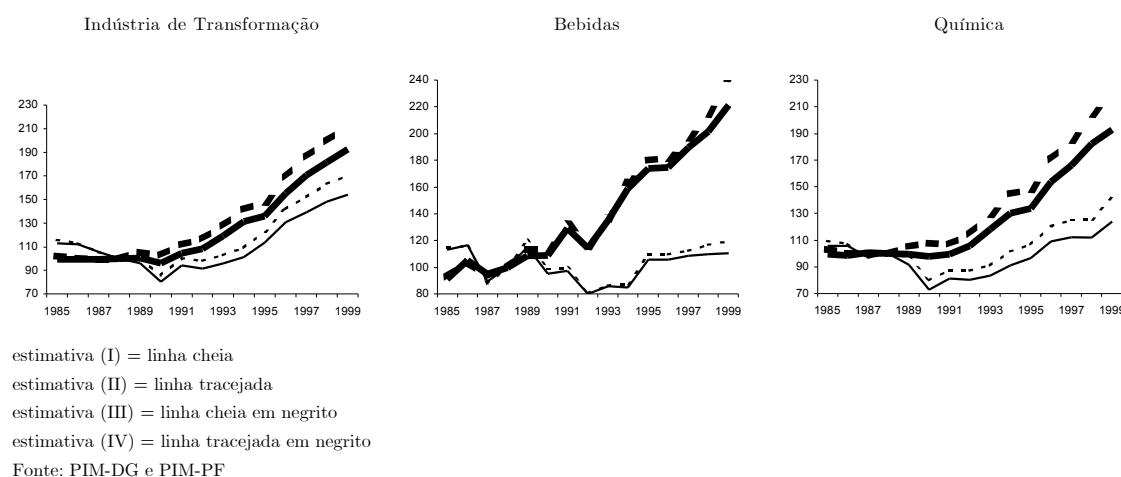 Indústria de Transformação
230
210
190
170
150
130
110
90
70
1985 1987 1989 1991 1993 1995 1997 1999
Bebidas
240
220
200
180
160
140
120
100
80
1985 1987 1989 1991 1993 1995 1997 1999
Química
230
210
190
170
150
130
110
90
70
1985 1987 1989 1991 1993 1995 1997 1999
estimativa (I) = linha cheia
estimativa (II) = linha tracejada
estimativa (III) = linha cheia em negrito
estimativa (IV) = linha tracejada em negrito
Fonte: PIM-DG e PIM-PF